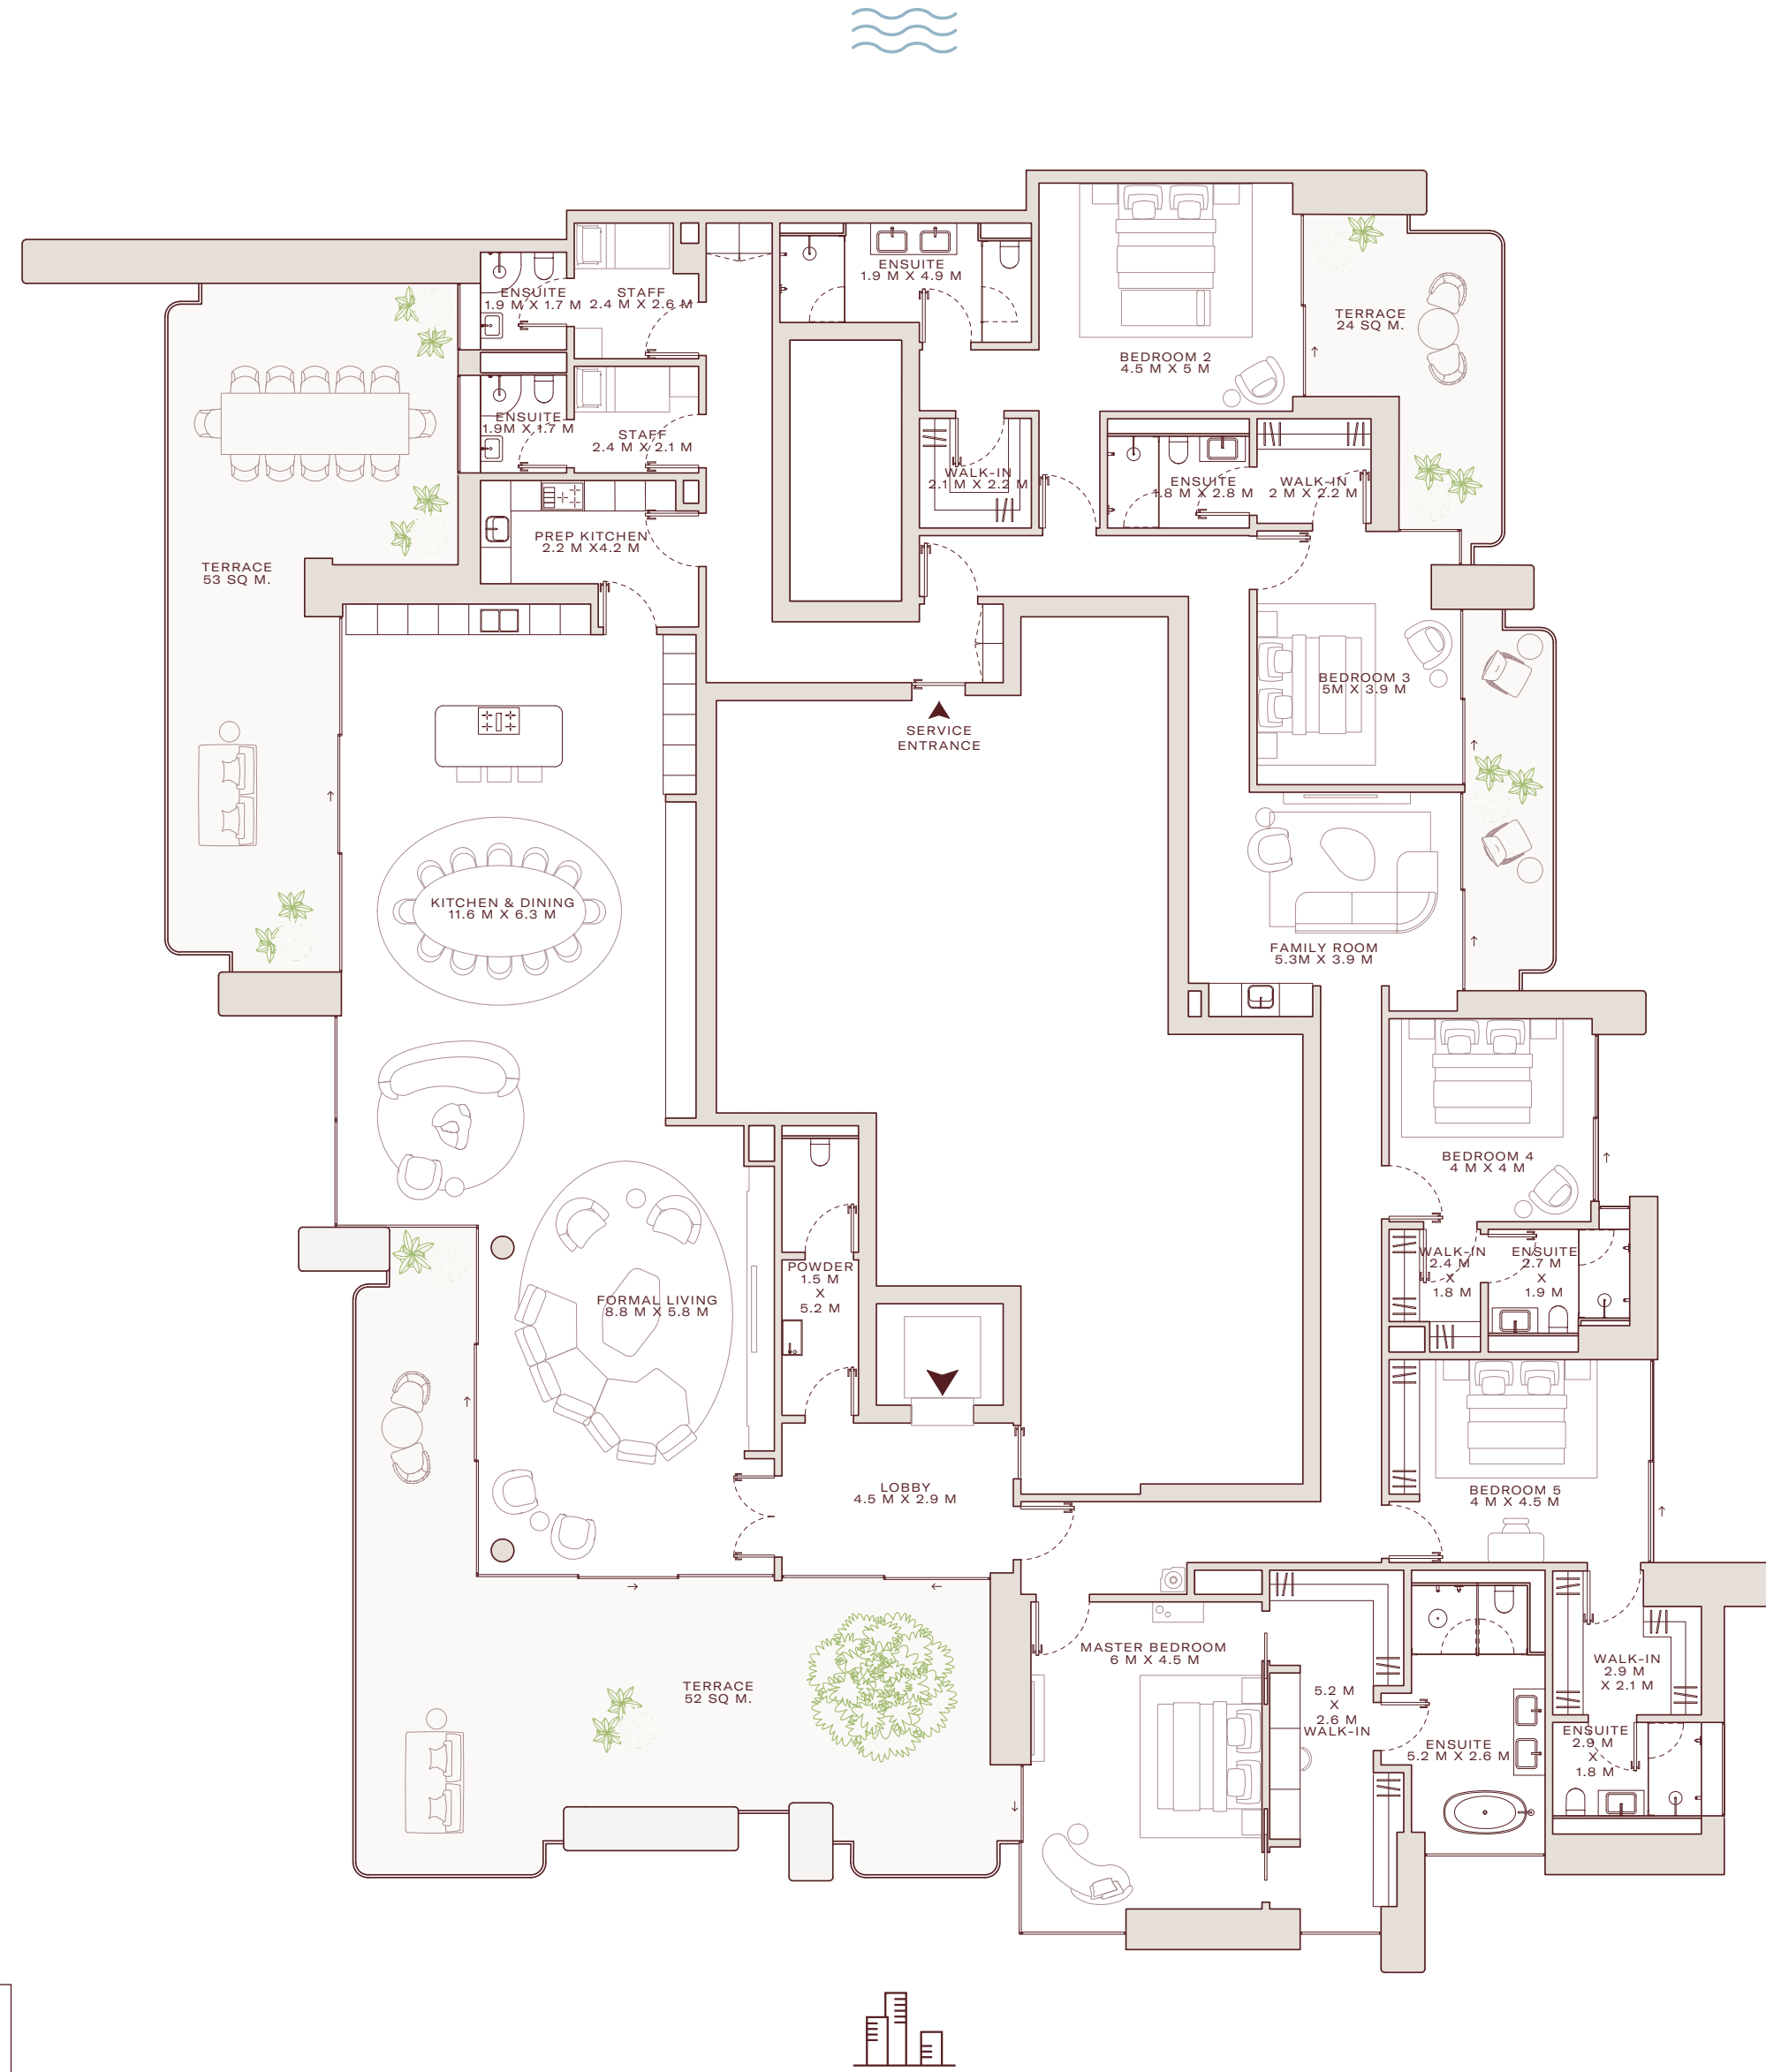 ENSUITE
1.9 M X 4.9 M
ENSUITE
1.9 M X 1.7 M
STAFF
2.4 M X 2.6 M
TERRACE
24 SQ M.
BEDROOM 2
4.5 M X 5 M
ENSUITE
1.9M X 1.7 M
STAFF
2.4 M X 2.1 M
WALK-IN
2.1 M X 2.2 M
ENSUITE
1.8 M X 2.8 M
WALK-IN
2 M X 2.2 M
PREP KITCHEN
2.2 M X4.2 M
TERRACE
53 SQ M.
BEDROOM 3
5M X 3.9 M
SERVICE
ENTRANCE
KITCHEN & DINING
11.6 M X 6.3 M
FAMILY ROOM
5.3M X 3.9 M
BEDROOM 4
4 M X 4 M
WALK-IN
2.4 M
X
1.8 M
ENSUITE
2.7 M
X
1.9 M
POWDER
1.5 M
X
5.2 M
FORMAL LIVING
8.8 M X 5.8 M
LOBBY
4.5 M X 2.9 M
BEDROOM 5
4 M X 4.5 M
MASTER BEDROOM
6 M X 4.5 M
WALK-IN
2.9 M
X 2.1 M
TERRACE
52 SQ M.
5.2 M
X
2.6 M
WALK-IN
ENSUITE
5.2 M X 2.6 M
ENSUITE
2.9 M
X
1.8 M